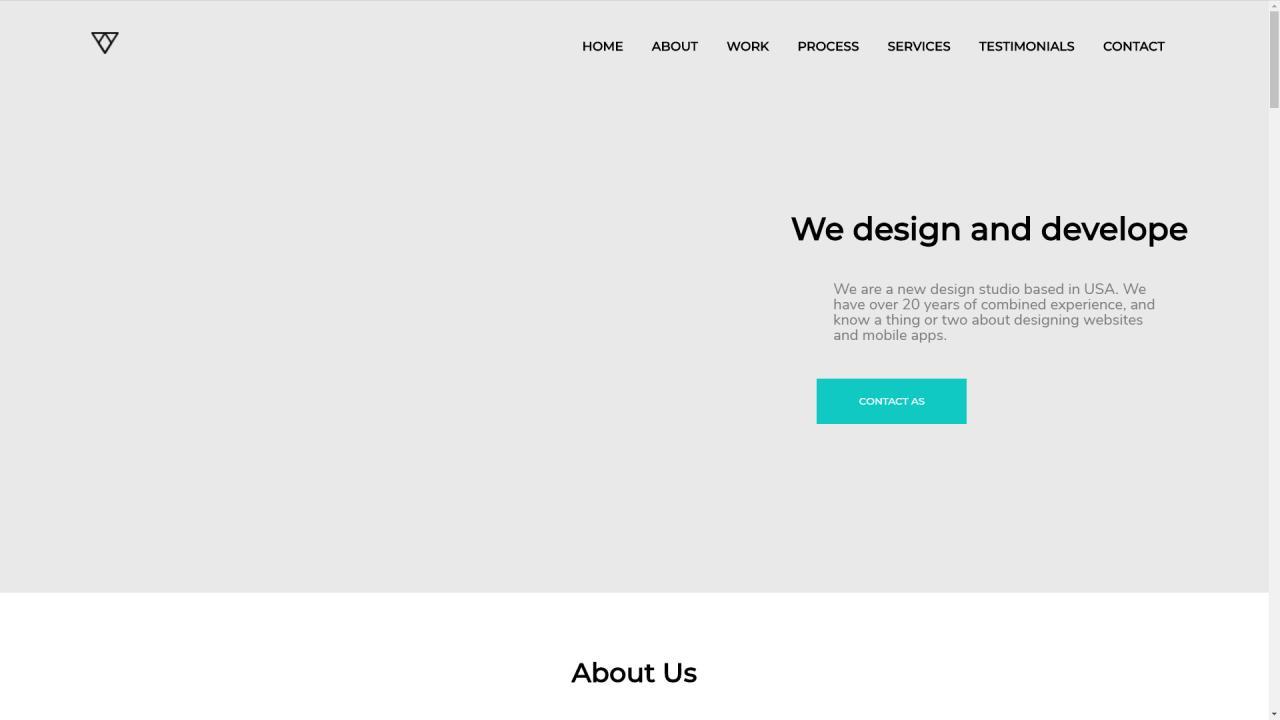 HOME ABOUT WORK PROCESS SERVICES TESTIMONIALS CONTACT
We design and develope
We are a new design studio based in USA. We
have over 20 years of combined experience, and
know a thing or two about designing websites
and mobile apps.
CONTACT AS
About Us